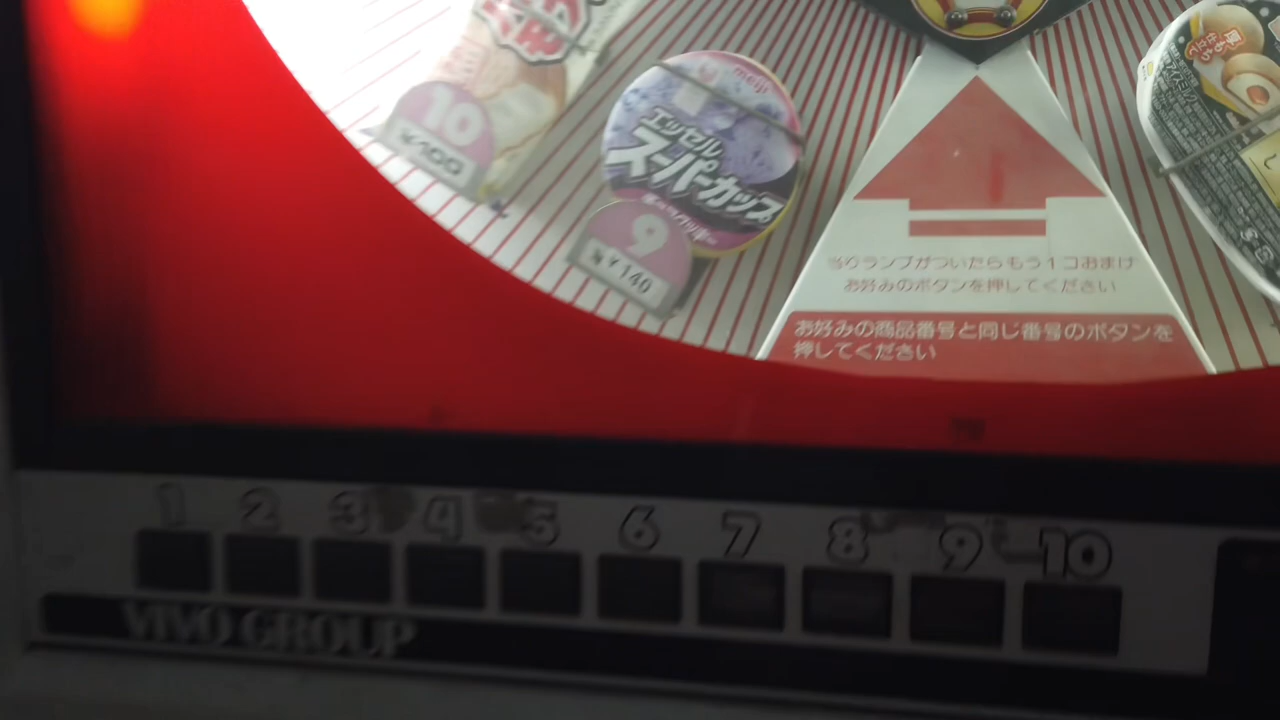 10
¥100
meiji
エッセル
スーパーカップ
9
¥140
当りランプがついたらもう1コおまけ
お好みのボタンを押してください
お好みの商品番号と同じ番号のボタンを
押してください
1 2 3 4 5 6 7 8 9 10
VIVO GROUP